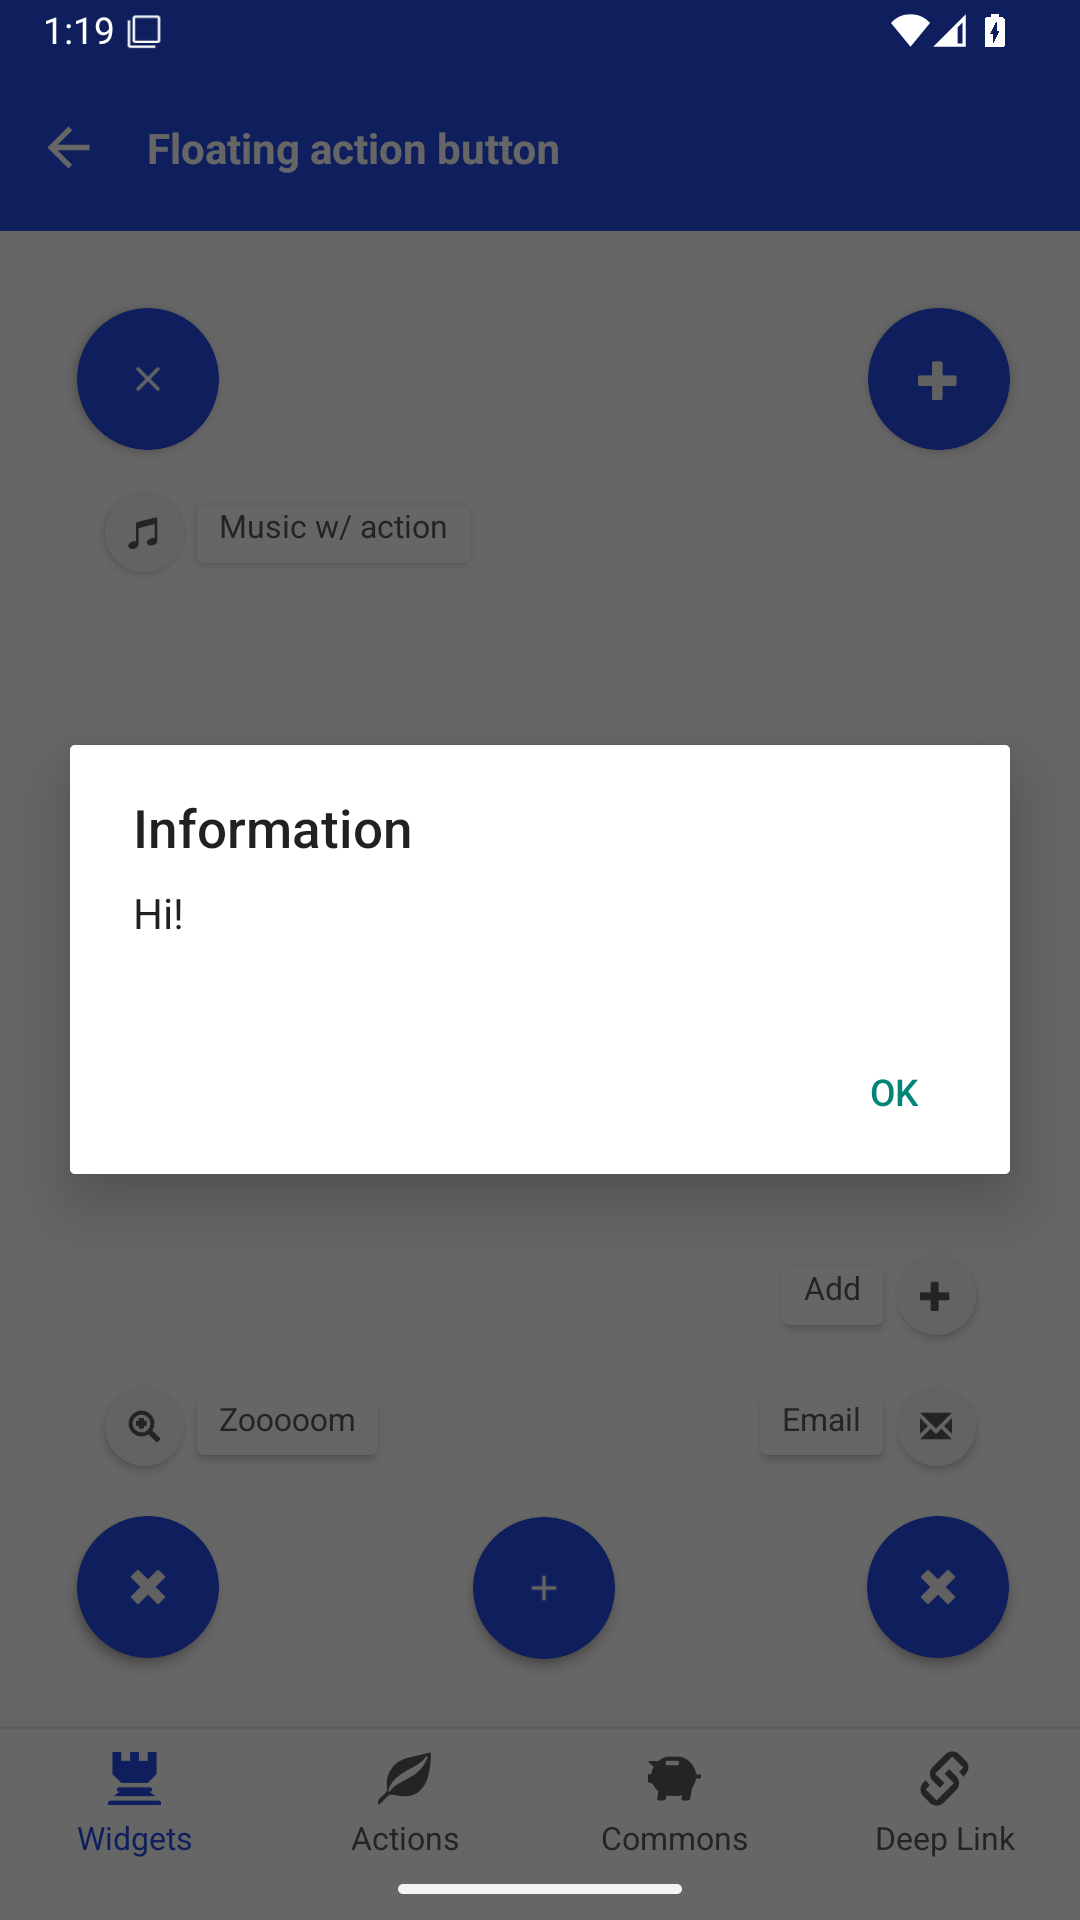 1:19
Floating action button
Music w/ action
Information
Hi!
OK
Add
Zooooom
Email
Widgets
Actions
Commons
Deep Link